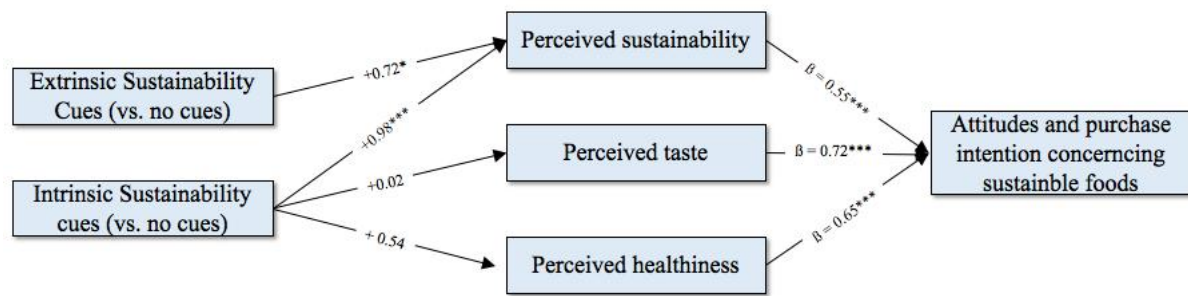 Extrinsic Sustainability
Cues (vs. no cues)
Intrinsic Sustainability
cues (vs. no cues)
+0.72*
+0.98***
+0.02
+ 0.54
Perceived sustainability
Perceived taste
Perceived healthiness
ß = 0.55***
ß = 0.72***
ß = 0.65***
Attitudes and purchase
intention concerncing
sustainble foods